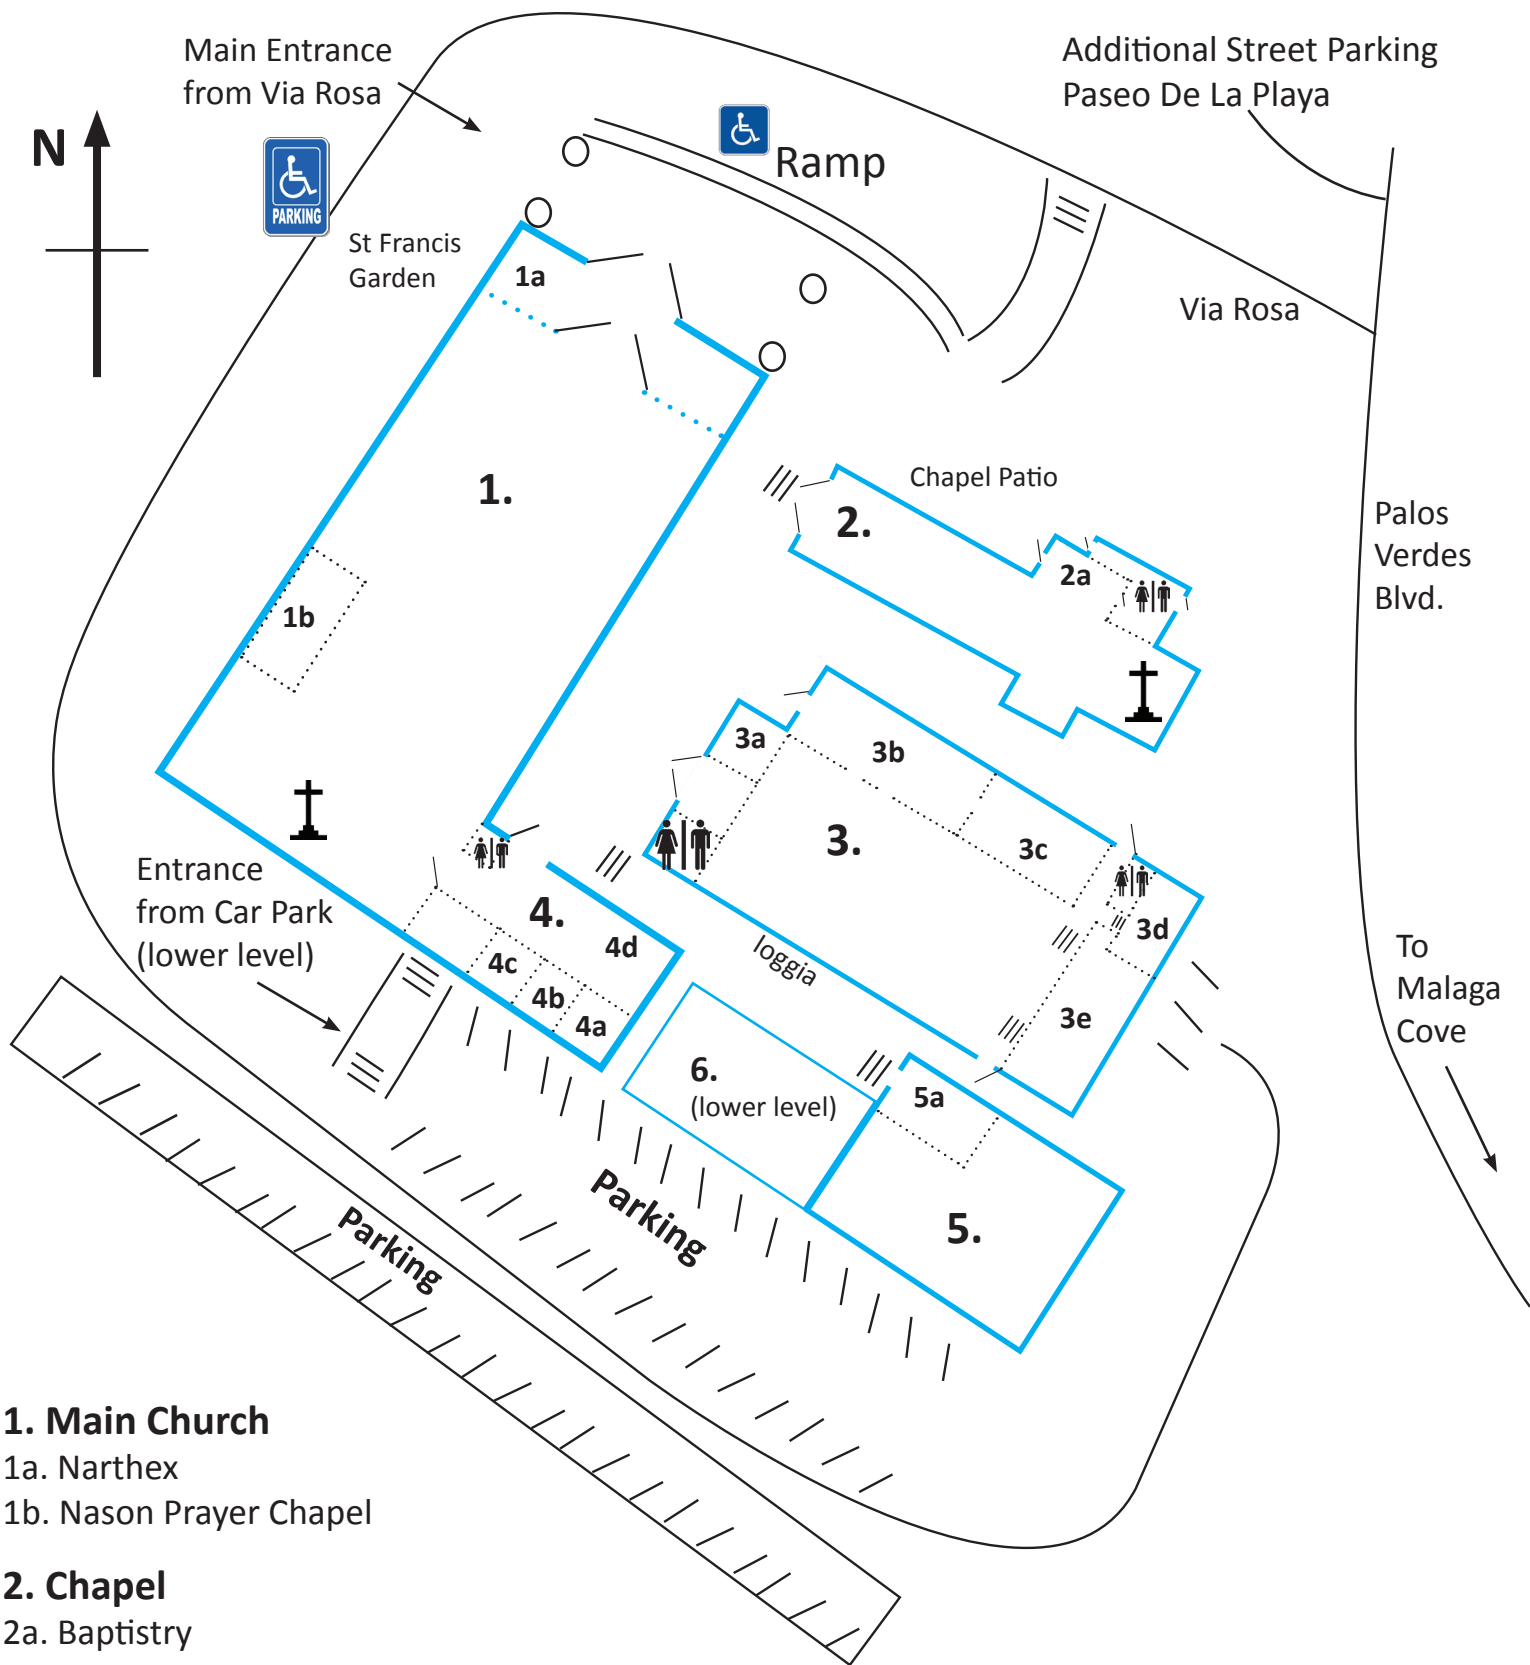 Main Entrance
from Via Rosa
Additional Street Parking
Paseo De La Playa
N
PARKING
Ramp
St Francis
Garden
1a
Via Rosa
1.
Chapel Patio
2.
Palos
Verdes
Blvd.
2a
1b
3a
3b
3.
3c
Entrance
from Car Park
(lower level)
4.
4d
4c
4b
4a
loggia
3d
3e
To
Malaga
Cove
6.
(lower level)
5a
5.
Parking
Parking
1. Main Church
1a. Narthex
1b. Nason Prayer Chapel
2. Chapel
2a. Baptistry